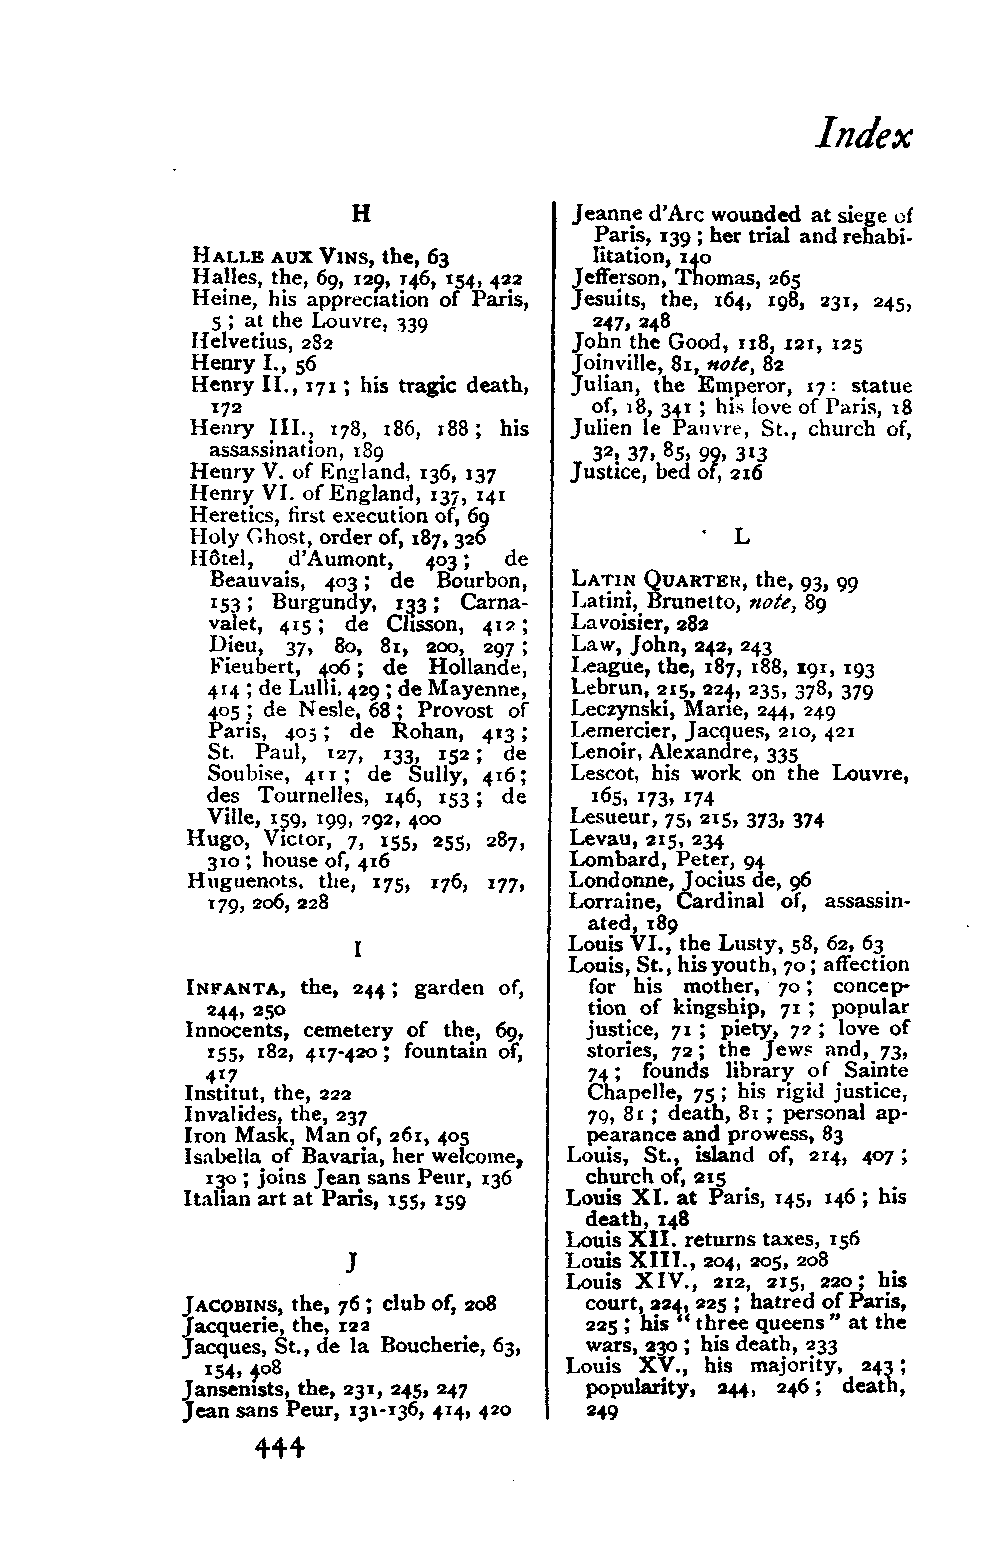 Index
H
HALLE AUX VINS, the, 63
Halles, the, 69, 129, 146, 154, 422
Heine, his appreciation of Paris,
5 ; at the Louvre, 339
Helvetius, 282
Henry I., 56
Henry II., 171 ; his tragic death,
172
Henry III., 178, 186, 188 ; his
assassination, 189
Henry V. of England, 136, 137
Henry VI. of England, 137, 141
Heretics, first execution of, 69
Holy Ghost, order of, 187, 326
Hôtel, d'Aumont, 403 ; de
Beauvais, 403 ; de Bourbon,
153 ; Burgundy, 133 ; Carna-
valet, 415 ; de Clisson, 412 ;
Dieu, 37, 80, 81, 200, 297 ;
Fieubert, 406 ; de Hollande,
414 ; de Lulli, 429 ; de Mayenne,
405 ; de Nesle, 68 ; Provost of
Paris, 405 ; de Rohan, 413 ;
St. Paul, 127, 133, 152 ; de
Soubise, 411 ; de Sully, 416 ;
des Tournelles, 146, 153 ; de
Ville, 159, 199, 292, 400
Hugo, Victor, 7, 155, 255, 287,
310 ; house of, 416
Huguenots, the, 175, 176, 177,
179, 206, 228
I
INFANTA, the, 244 ; garden of,
244, 250
Innocents, cemetery of the, 69,
155, 182, 417-420 ; fountain of,
417
Institut, the, 222
Invalides, the, 237
Iron Mask, Man of, 261, 405
Isabella of Bavaria, her welcome,
130 ; joins Jean sans Peur, 136
Italian art at Paris, 155, 159
J
JACOBINS, the, 76 ; club of, 208
Jacquerie, the, 122
Jacques, St., de la Boucherie, 63,
154, 408
Jansenists, the, 231, 245, 247
Jean sans Peur, 131-136, 414, 420
Jeanne d'Arc wounded at siege of
Paris, 139 ; her trial and rehabi-
litation, 140
Jefferson, Thomas, 265
Jesuits, the, 164, 198, 231, 245,
247, 248
John the Good, 118, 121, 125
Joinville, 81, note, 82
Julian, the Emperor, 17 : statue
of, 18, 341 ; his love of Paris, 18
Julien le Pauvre, St., church of,
32, 37, 85, 99, 313
Justice, bed of, 216
L
LATIN QUARTER, the, 93, 99
Latini, Brunetto, note, 89
Lavoisier, 282
Law, John, 242, 243
League, the, 187, 188, 191, 193
Lebrun, 215, 224, 235, 378, 379
Leczynski, Marie, 244, 249
Lemercier, Jacques, 210, 421
Lenoir, Alexandre, 335
Lescot, his work on the Louvre,
165, 173, 174
Lesueur, 75, 215, 373, 374
Levau, 215, 234
Lombard, Peter, 94
Londonne, Jocius de, 96
Lorraine, Cardinal of, assassin-
ated, 189
Louis VI., the Lusty, 58, 62, 63
Louis, St., his youth, 70 ; affection
for his mother, 70 ; concep-
tion of kingship, 71 ; popular
justice, 71 ; piety, 72 ; love of
stories, 72 ; the Jews and, 73,
74 ; founds library of Sainte
Chapelle, 75 ; his rigid justice,
79, 81 ; death, 81 ; personal ap-
pearance and prowess, 83
Louis, St., island of, 214, 407 ;
church of, 215
Louis XI. at Paris, 145, 146 ; his
death, 148
Louis XII. returns taxes, 156
Louis XIII., 204, 205, 208
Louis XIV., 212, 215, 220 ; his
court, 224, 225 ; hatred of Paris,
225 ; his "three queens" at the
wars, 230 ; his death, 233
Louis XV., his majority, 243 ;
popularity, 244, 246 ; death,
249
444